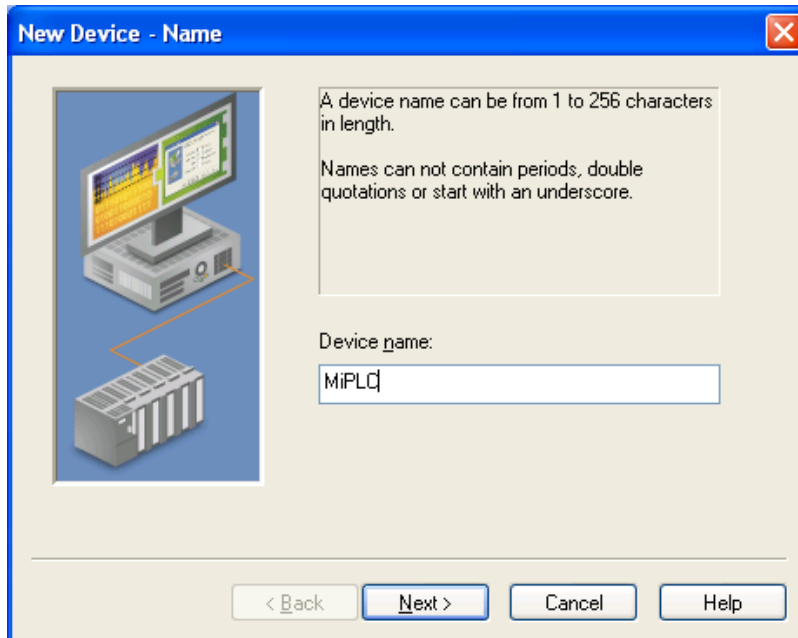 New Device - Name
A device name can be from 1 to 256 characters
in length.
Names can not contain periods, double
quotations or start with an underscore.
Device name:
MiPLC
< Back
Next >
Cancel
Help